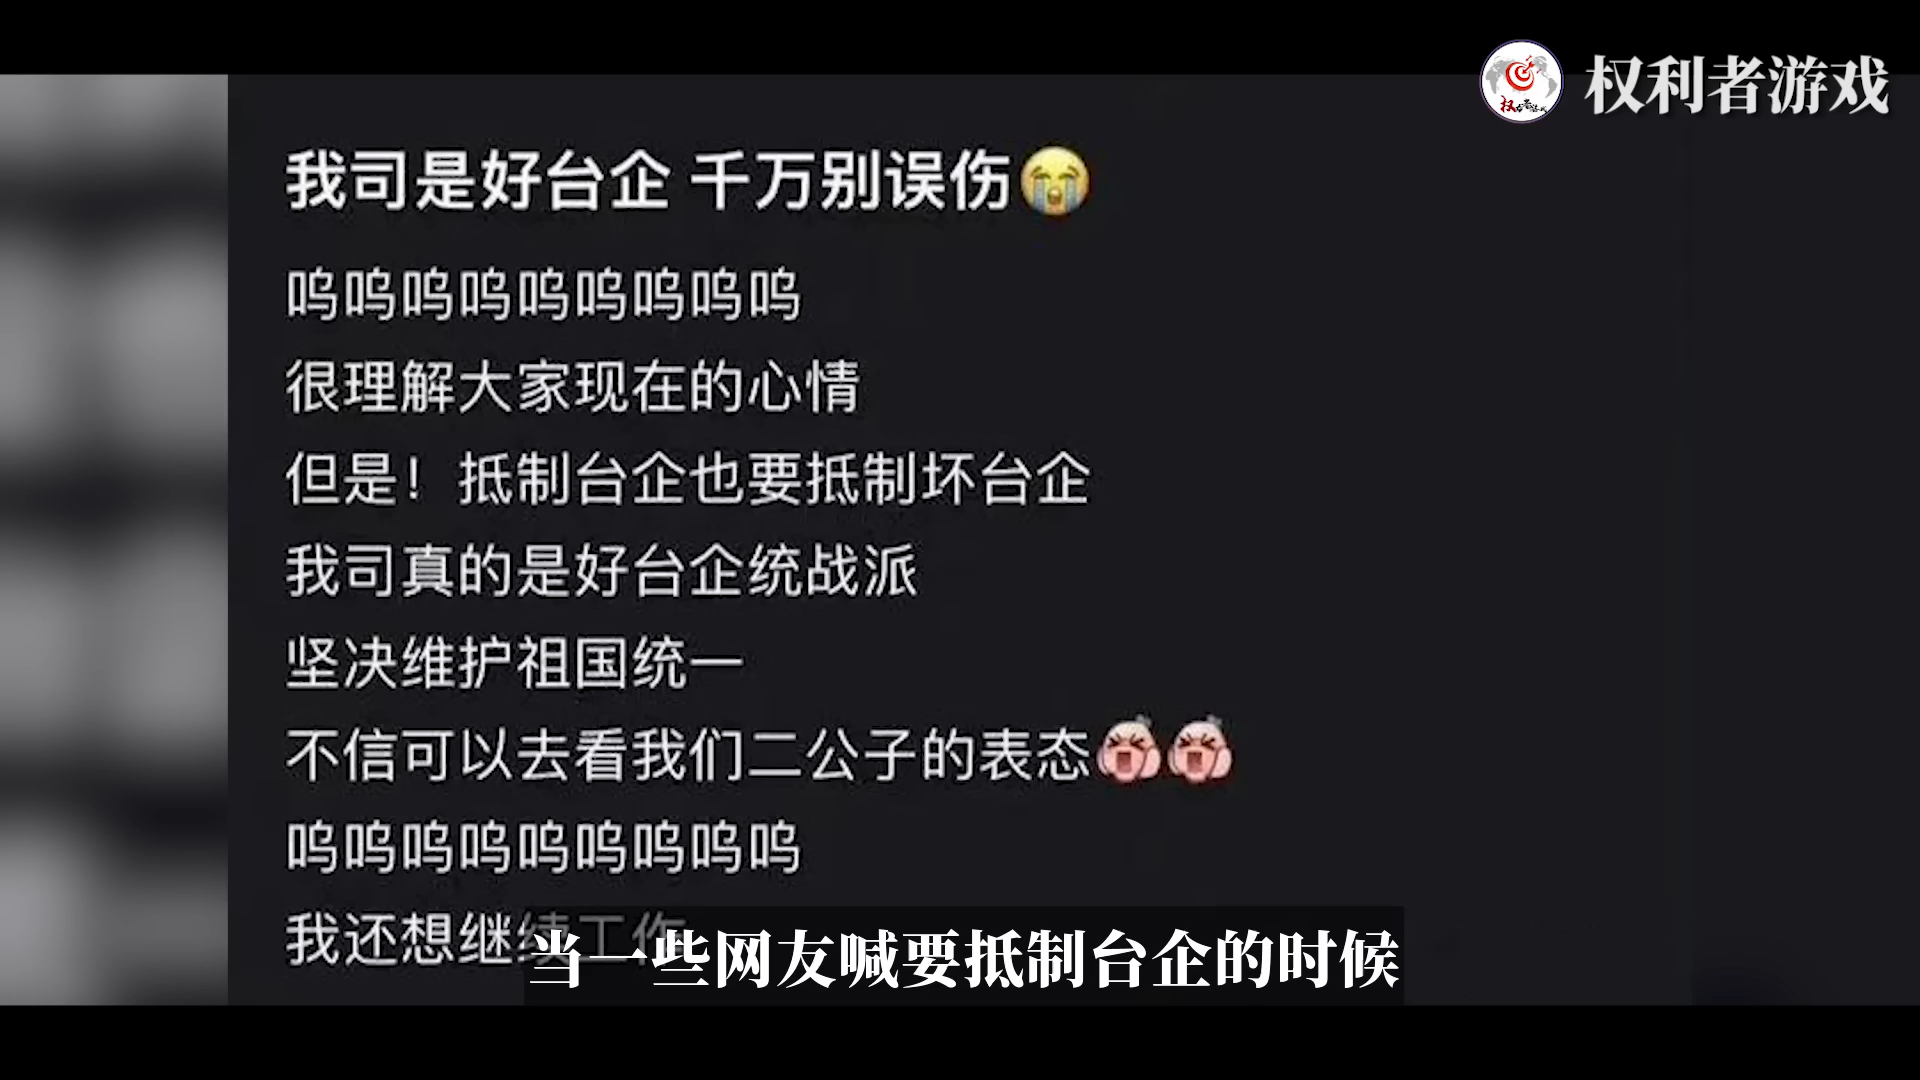 权利者游戏
我司是好台企 千万别误伤😭
呜呜呜呜呜呜呜呜呜
很理解大家现在的心情
但是！抵制台企也要抵制坏台企
我司真的是好台企统战派
坚决维护祖国统一
不信可以去看我们二公子的表态
呜呜呜呜呜呜呜呜呜
我还想继续工作
当一些网友喊要抵制台企的时候